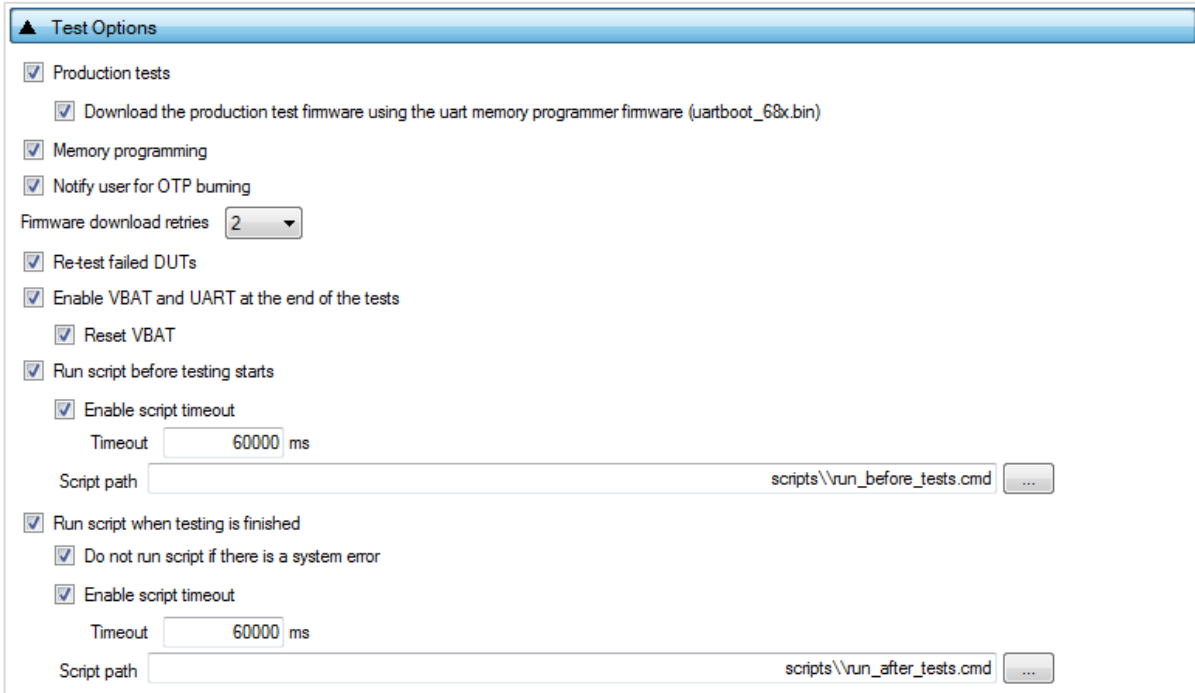 Test Options
Production tests
Download the production test firmware using the uart memory programmer firmware (uartboot_68x.bin)
Memory programming
Notify user for OTP burning
Firmware download retries 2
Re-test failed DUTs
Enable VBAT and UART at the end of the tests
Reset VBAT
Run script before testing starts
Enable script timeout
Timeout 60000 ms
Script path scripts\\run_before_tests.cmd ...
Run script when testing is finished
Do not run script if there is a system error
Enable script timeout
Timeout 60000 ms
Script path scripts\\run_after_tests.cmd ...